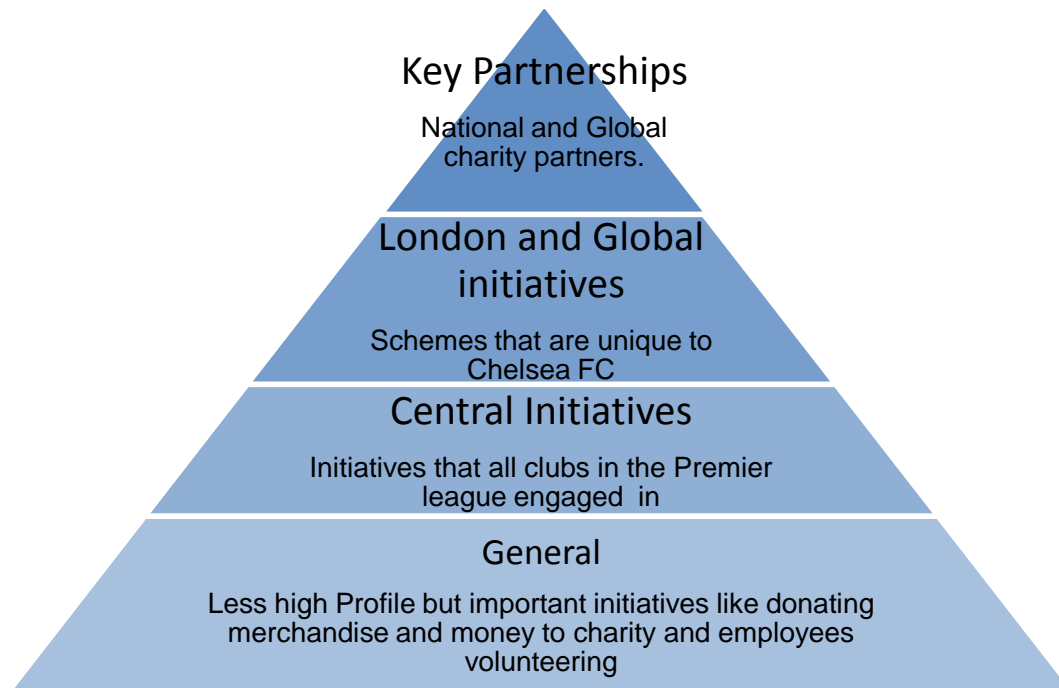 Key Partnerships
National and Global
charity partners.
London and Global
initiatives
Schemes that are unique to
Chelsea FC
Central Initiatives
Initiatives that all clubs in the Premier
league engaged  in
General
Less high Profile but important initiatives like donating
merchandise and money to charity and employees
volunteering